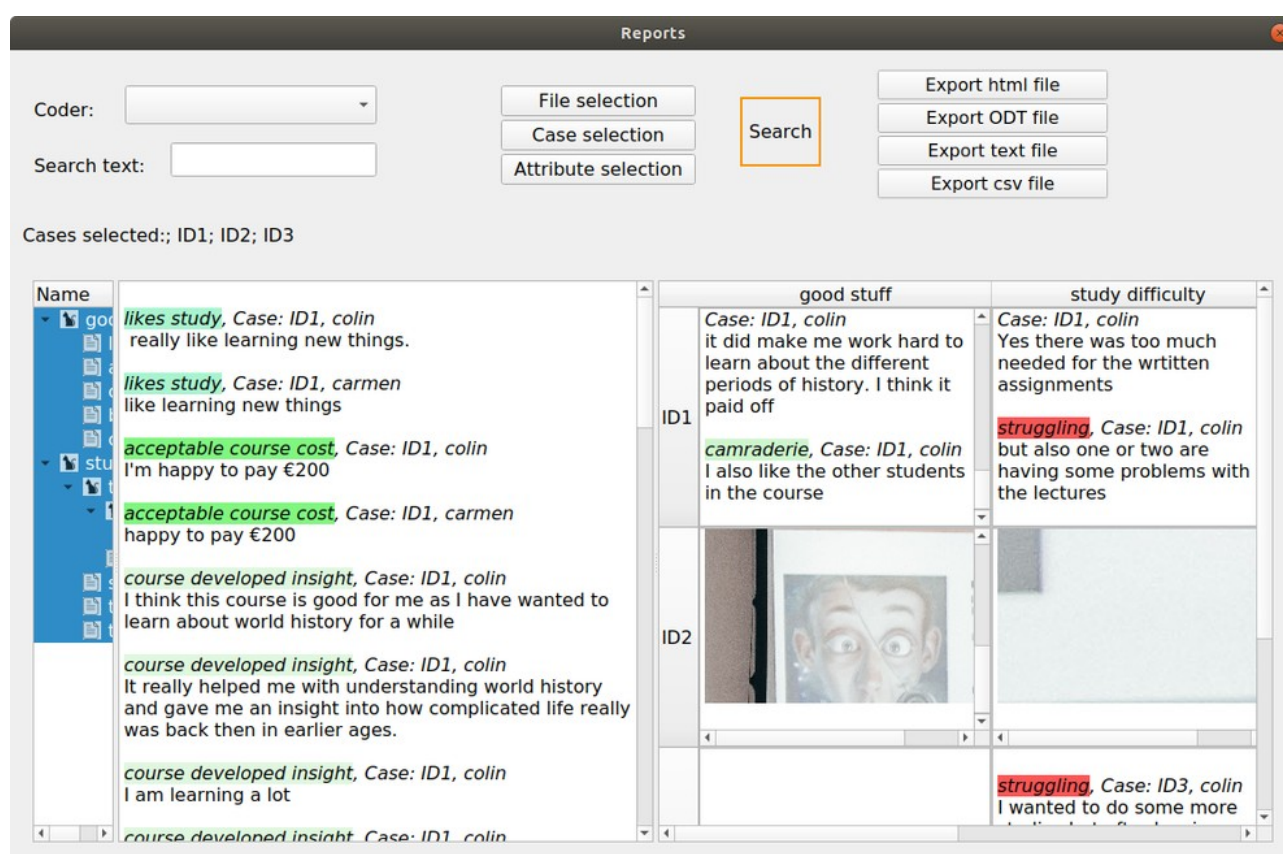 Reports
Coder:
Search text:
File selection
Case selection
Attribute selection
Search
Export html file
Export ODT file
Export text file
Export csv file
Cases selected:; ID1; ID2; ID3
Name
likes study, Case: ID1, colin
really like learning new things.
likes study, Case: ID1, carmen
like learning new things
acceptable course cost, Case: ID1, colin
I'm happy to pay €200
acceptable course cost, Case: ID1, carmen
happy to pay €200
course developed insight, Case: ID1, colin
I think this course is good for me as I have wanted to
learn about world history for a while
course developed insight, Case: ID1, colin
It really helped me with understanding world history
and gave me an insight into how complicated life really
was back then in earlier ages.
course developed insight, Case: ID1, colin
I am learning a lot
course developed insight, Case: ID1, colin
good stuff
study difficulty
ID1
Case: ID1, colin
it did make me work hard to
learn about the different
periods of history. I think it
paid off
camraderie, Case: ID1, colin
I also like the other students
in the course
Case: ID1, colin
Yes there was too much
needed for the wrtitten
assignments
struggling, Case: ID1, colin
but also one or two are
having some problems with
the lectures
ID2
struggling, Case: ID3, colin
I wanted to do some more